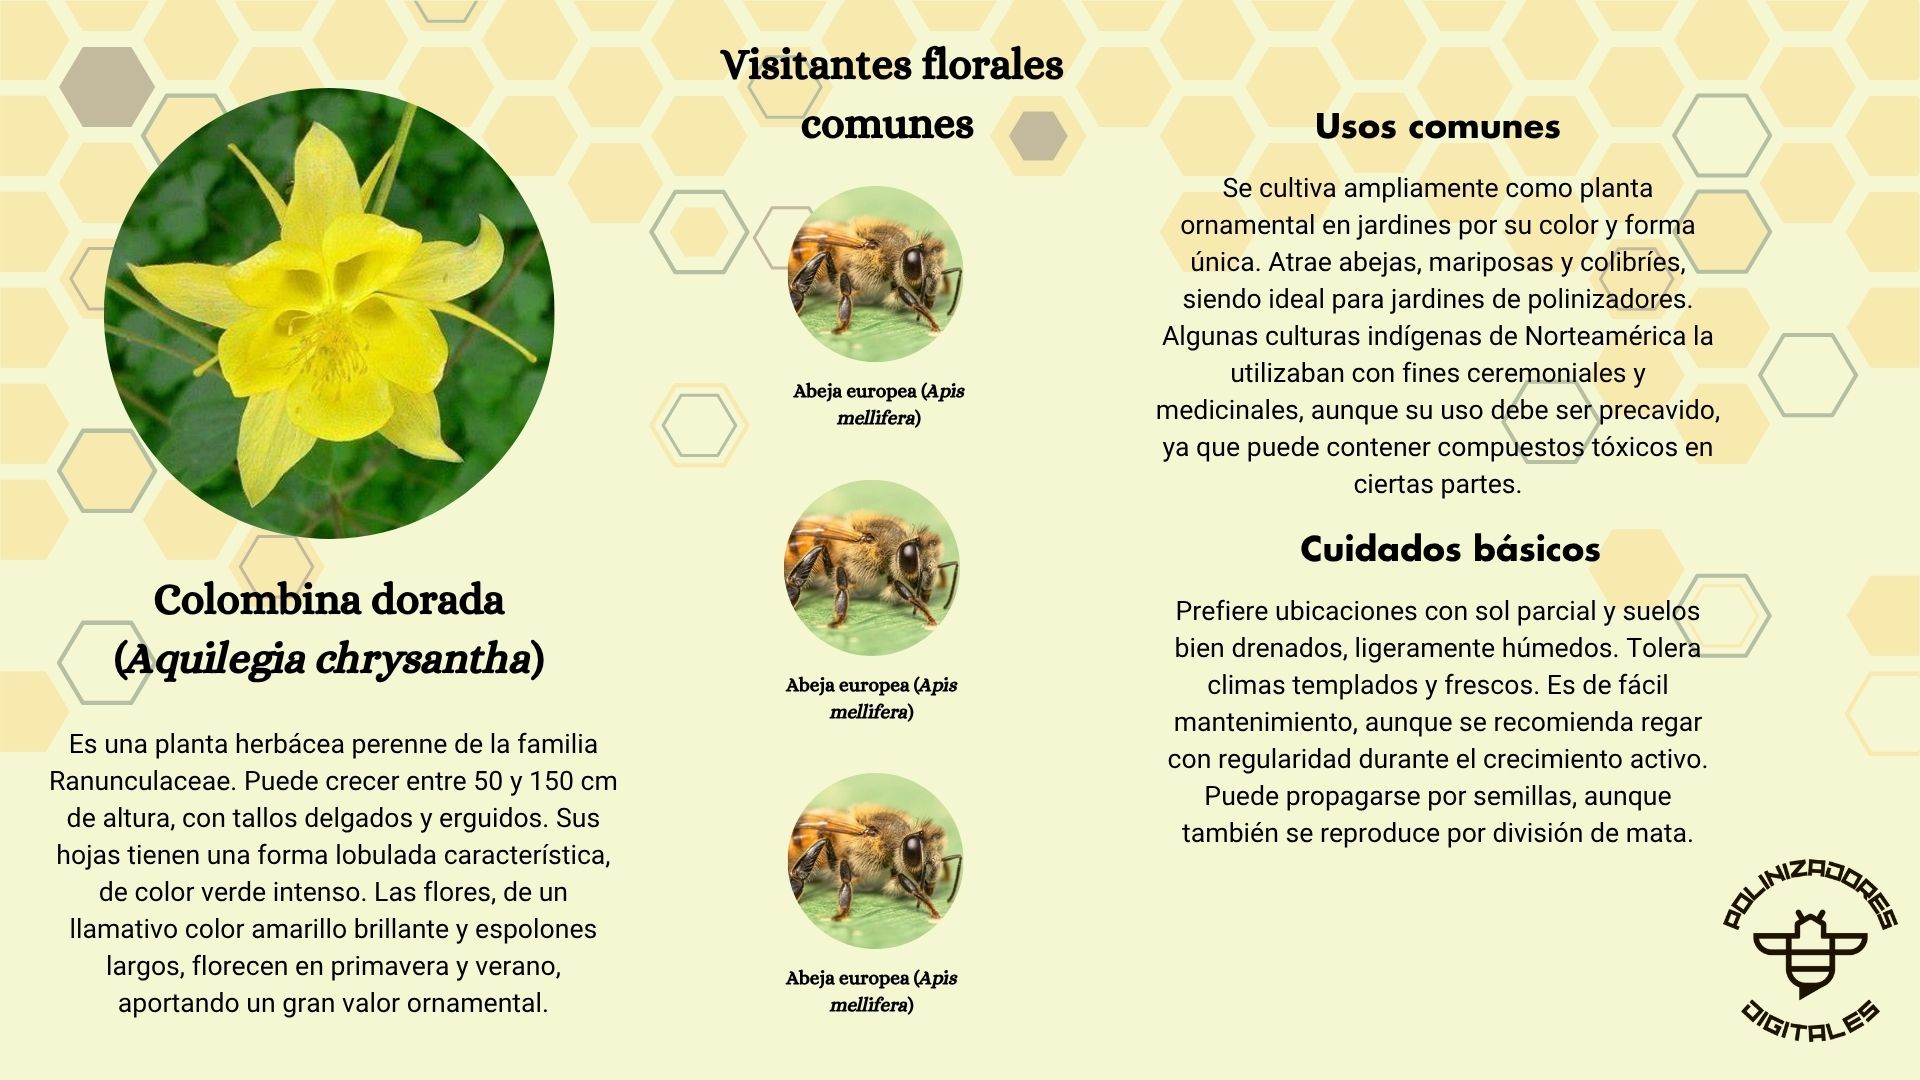 Visitantes florales
comunes
Abeja europea (Apis
mellifera)
Abeja europea (Apis
mellifera)
Abeja europea (Apis
mellifera)
Colombina dorada
(Aquilegia chrysantha)
Es una planta herbácea perenne de la familia
Ranunculaceae. Puede crecer entre 50 y 150 cm
de altura, con tallos delgados y erguidos. Sus
hojas tienen una forma lobulada característica,
de color verde intenso. Las flores, de un
llamativo color amarillo brillante y espolones
largos, florecen en primavera y verano,
aportando un gran valor ornamental.
Usos comunes
Se cultiva ampliamente como planta
ornamental en jardines por su color y forma
única. Atrae abejas, mariposas y colibríes,
siendo ideal para jardines de polinizadores.
Algunas culturas indígenas de Norteamérica la
utilizaban con fines ceremoniales y
medicinales, aunque su uso debe ser precavido,
ya que puede contener compuestos tóxicos en
ciertas partes.
Cuidados básicos
Prefiere ubicaciones con sol parcial y suelos
bien drenados, ligeramente húmedos. Tolera
climas templados y frescos. Es de fácil
mantenimiento, aunque se recomienda regar
con regularidad durante el crecimiento activo.
Puede propagarse por semillas, aunque
también se reproduce por división de mata.
POLINIZADORES
DIGITALES